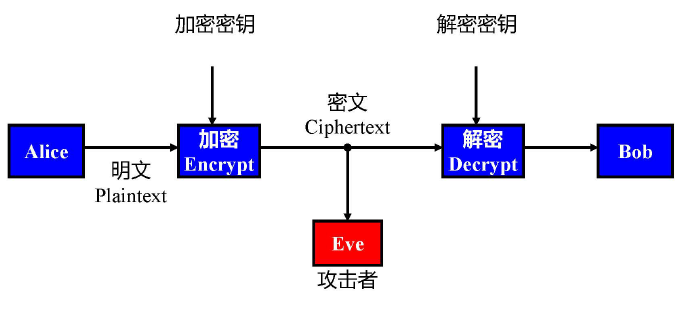 加密密钥
解密密钥
密文
Ciphertext
Alice
加密
Encrypt
解密
Decrypt
Bob
明文
Plaintext
Eve
攻击者